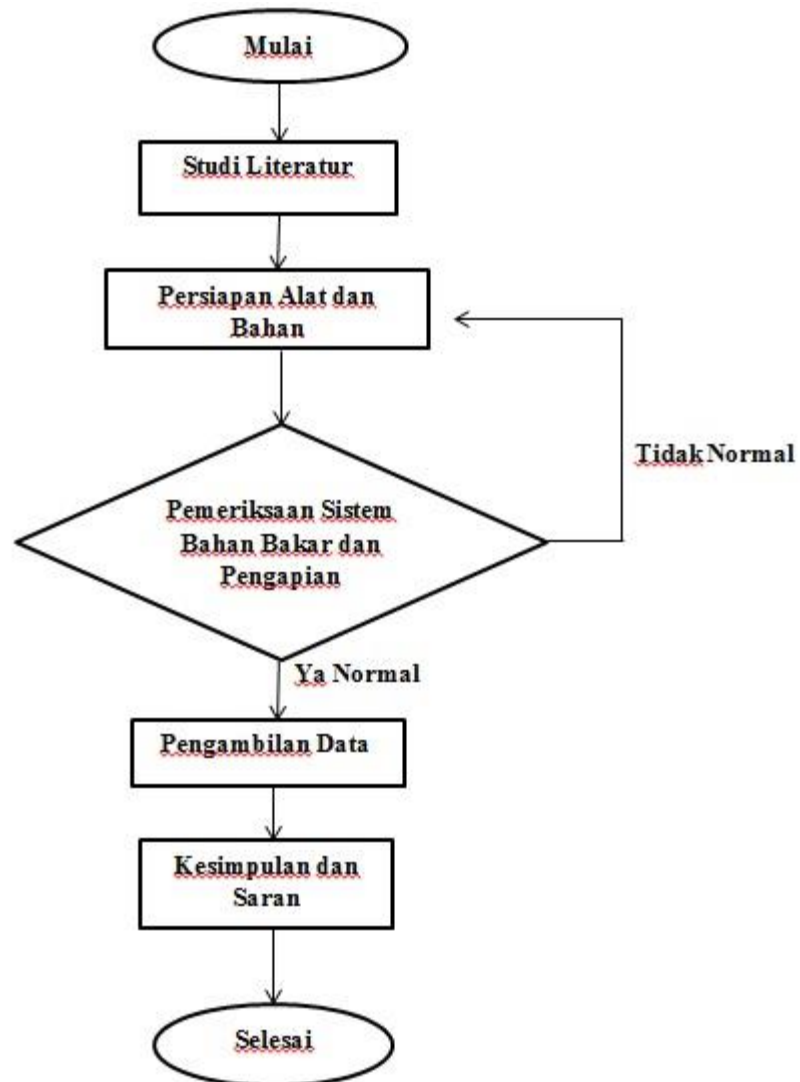 Mulai
Studi Literatur
Persiapan Alat dan
Bahan
Tidak Normal
Pemeriksaan Sistem
Bahan Bakar dan
Pengapian
Ya Normal
Pengambilan Data
Kesimpulan dan
Saran
Selesai